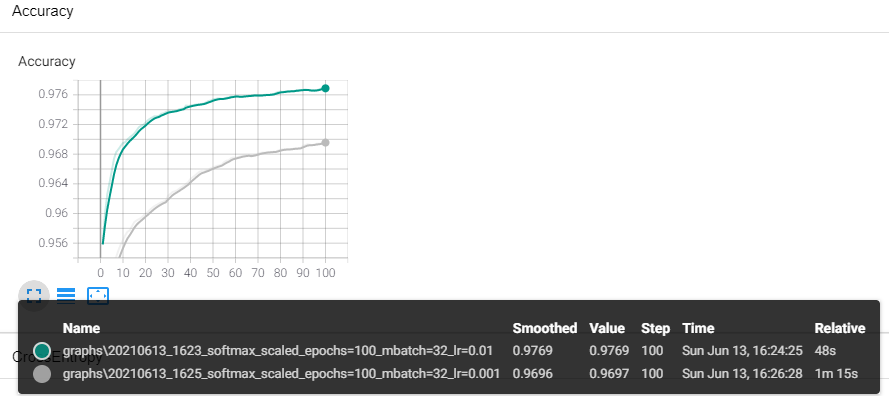 Accuracy
Accuracy
0.976
0.972
0.968
0.964
0.96
0.956
0 10 20 30 40 50 60 70 80 90 100
Name Smoothed Value Step Time Relative
graphs\20210613_1623_softmax_scaled_epochs=100_mbatch=32_lr=0.01 0.9769 0.9769 100 Sun Jun 13, 16:24:25 48s
CrossEntropy
graphs\20210613_1625_softmax_scaled_epochs=100_mbatch=32_lr=0.001 0.9696 0.9697 100 Sun Jun 13, 16:26:28 1m 15s